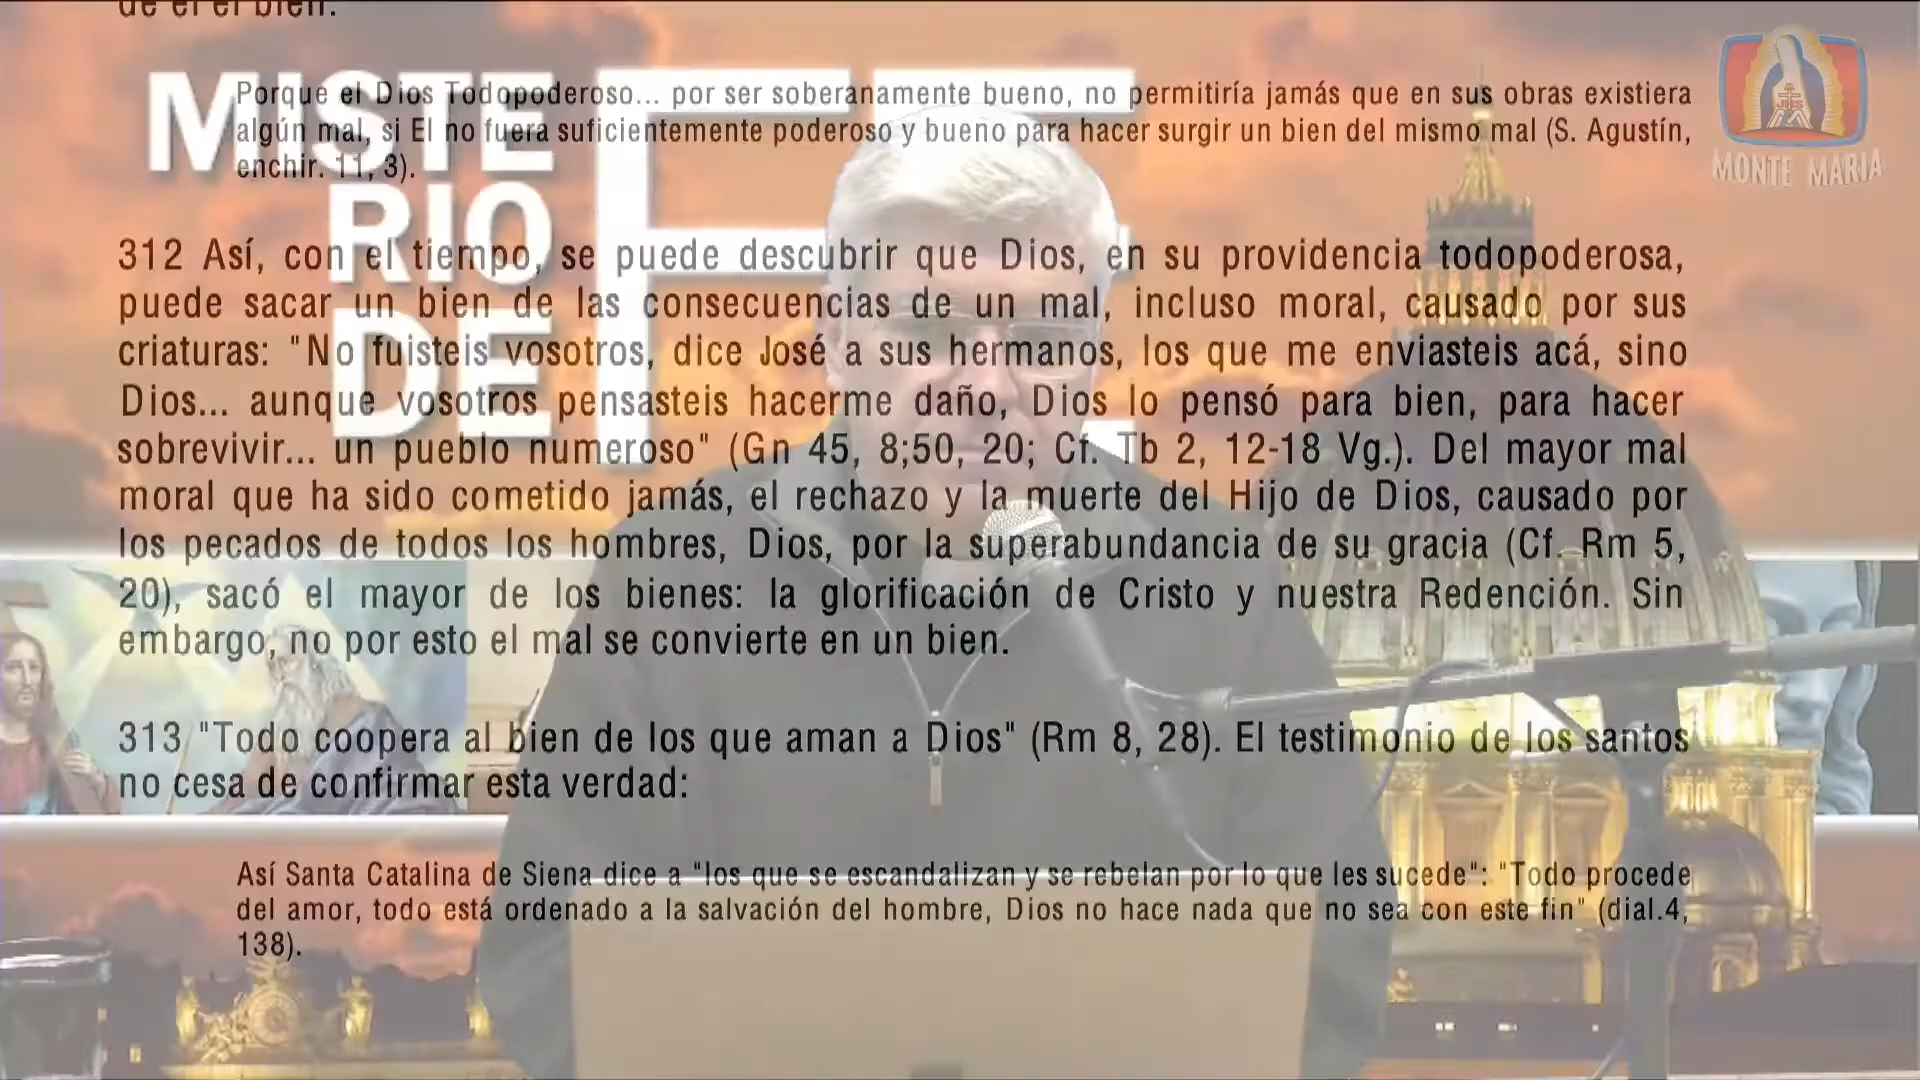 de él el bien.
Porque el Dios Todopoderoso... por ser soberanamente bueno, no permitiría jamás que en sus obras existiera
algún mal, si El no fuera suficientemente poderoso y bueno para hacer surgir un bien del mismo mal (S. Agustín,
enchir. 11, 3).
312 Así, con el tiempo, se puede descubrir que Dios, en su providencia todopoderosa,
puede sacar un bien de las consecuencias de un mal, incluso moral, causado por sus
criaturas: "No fuisteis vosotros, dice José a sus hermanos, los que me enviasteis acá, sino
Dios... aunque vosotros pensasteis hacerme daño, Dios lo pensó para bien, para hacer
sobrevivir... un pueblo numeroso" (Gn 45, 8;50, 20; Cf. Tb 2, 12-18 Vg.). Del mayor mal
moral que ha sido cometido jamás, el rechazo y la muerte del Hijo de Dios, causado por
los pecados de todos los hombres, Dios, por la superabundancia de su gracia (Cf. Rm 5,
20), sacó el mayor de los bienes: la glorificación de Cristo y nuestra Redención. Sin
embargo, no por esto el mal se convierte en un bien.
313 "Todo coopera al bien de los que aman a Dios" (Rm 8, 28). El testimonio de los santos
no cesa de confirmar esta verdad:
Así Santa Catalina de Siena dice a "los que se escandalizan y se rebelan por lo que les sucede": "Todo procede
del amor, todo está ordenado a la salvación del hombre, Dios no hace nada que no sea con este fin" (dial.4,
138).
MISTE
RIO
DE
FE
JHS
MONTE MARIA